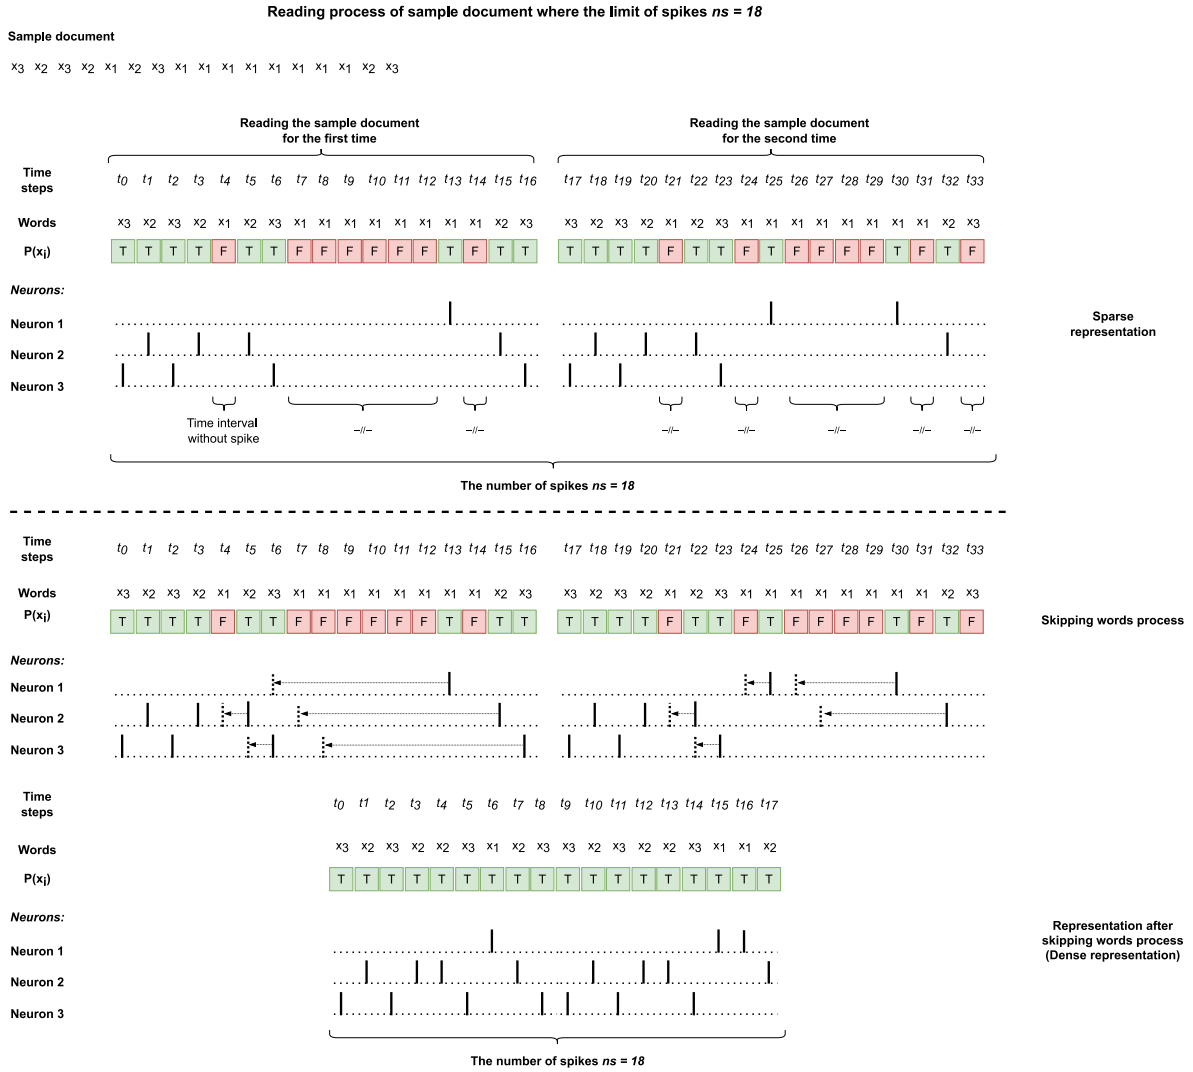 Reading process of sample document where the limit of spikes ns = 18
Sample document
x3 x2 x3 x2 x1 x2 x3 x1 x1 x1 x1 x1 x1 x1 x1 x2 x3
Reading the sample document
for the first time
Reading the sample document
for the second time
Time
steps
t0 t1 t2 t3 t4 t5 t6 t7 t8 t9 t10 t11 t12 t13 t14 t15 t16 t17 t18 t19 t20 t21 t22 t23 t24 t25 t26 t27 t28 t29 t30 t31 t32 t33
Words x3 x2 x3 x2 x1 x2 x3 x1 x1 x1 x1 x1 x1 x1 x1 x2 x3 x3 x2 x3 x2 x1 x2 x3 x1 x1 x1 x1 x1 x1 x1 x1 x2 x3
P(xi) T T T T F T T F F F F F F T F T T T T T T F T T F T F F F F T F T F
Neurons:
Neuron 1
Neuron 2
Neuron 3
Sparse
representation
Time interval
without spike
–//– –//– –//– –//– –//– –//– –//–
The number of spikes ns = 18
Time
steps
t0 t1 t2 t3 t4 t5 t6 t7 t8 t9 t10 t11 t12 t13 t14 t15 t16 t17 t18 t19 t20 t21 t22 t23 t24 t25 t26 t27 t28 t29 t30 t31 t32 t33
Words x3 x2 x3 x2 x1 x2 x3 x1 x1 x1 x1 x1 x1 x1 x1 x2 x3 x3 x2 x3 x2 x1 x2 x3 x1 x1 x1 x1 x1 x1 x1 x1 x2 x3
P(xi) T T T T F T T F F F F F F T F T T T T T T F T T F T F F F F T F T F
Skipping words process
Neurons:
Neuron 1
Neuron 2
Neuron 3
Time
steps
t0 t1 t2 t3 t4 t5 t6 t7 t8 t9 t10 t11 t12 t13 t14 t15 t16 t17
Words x3 x2 x3 x2 x2 x3 x1 x2 x3 x3 x2 x3 x2 x2 x3 x1 x1 x2
P(xi) T T T T T T T T T T T T T T T T T T
Neurons:
Neuron 1
Neuron 2
Neuron 3
Representation after
skipping words process
(Dense representation)
The number of spikes ns = 18